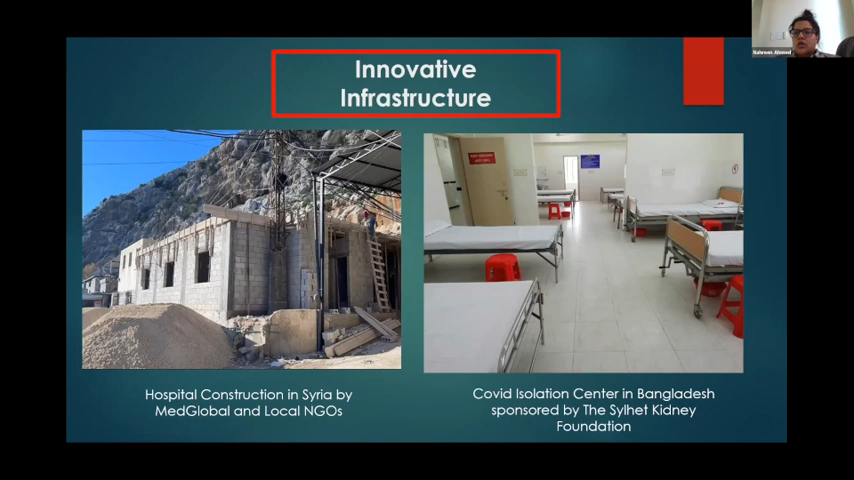 Nahreen Ahmed
Innovative
Infrastructure
Hospital Construction in Syria by
MedGlobal and Local NGOs
Covid Isolation Center in Bangladesh
sponsored by The Sylhet Kidney
Foundation